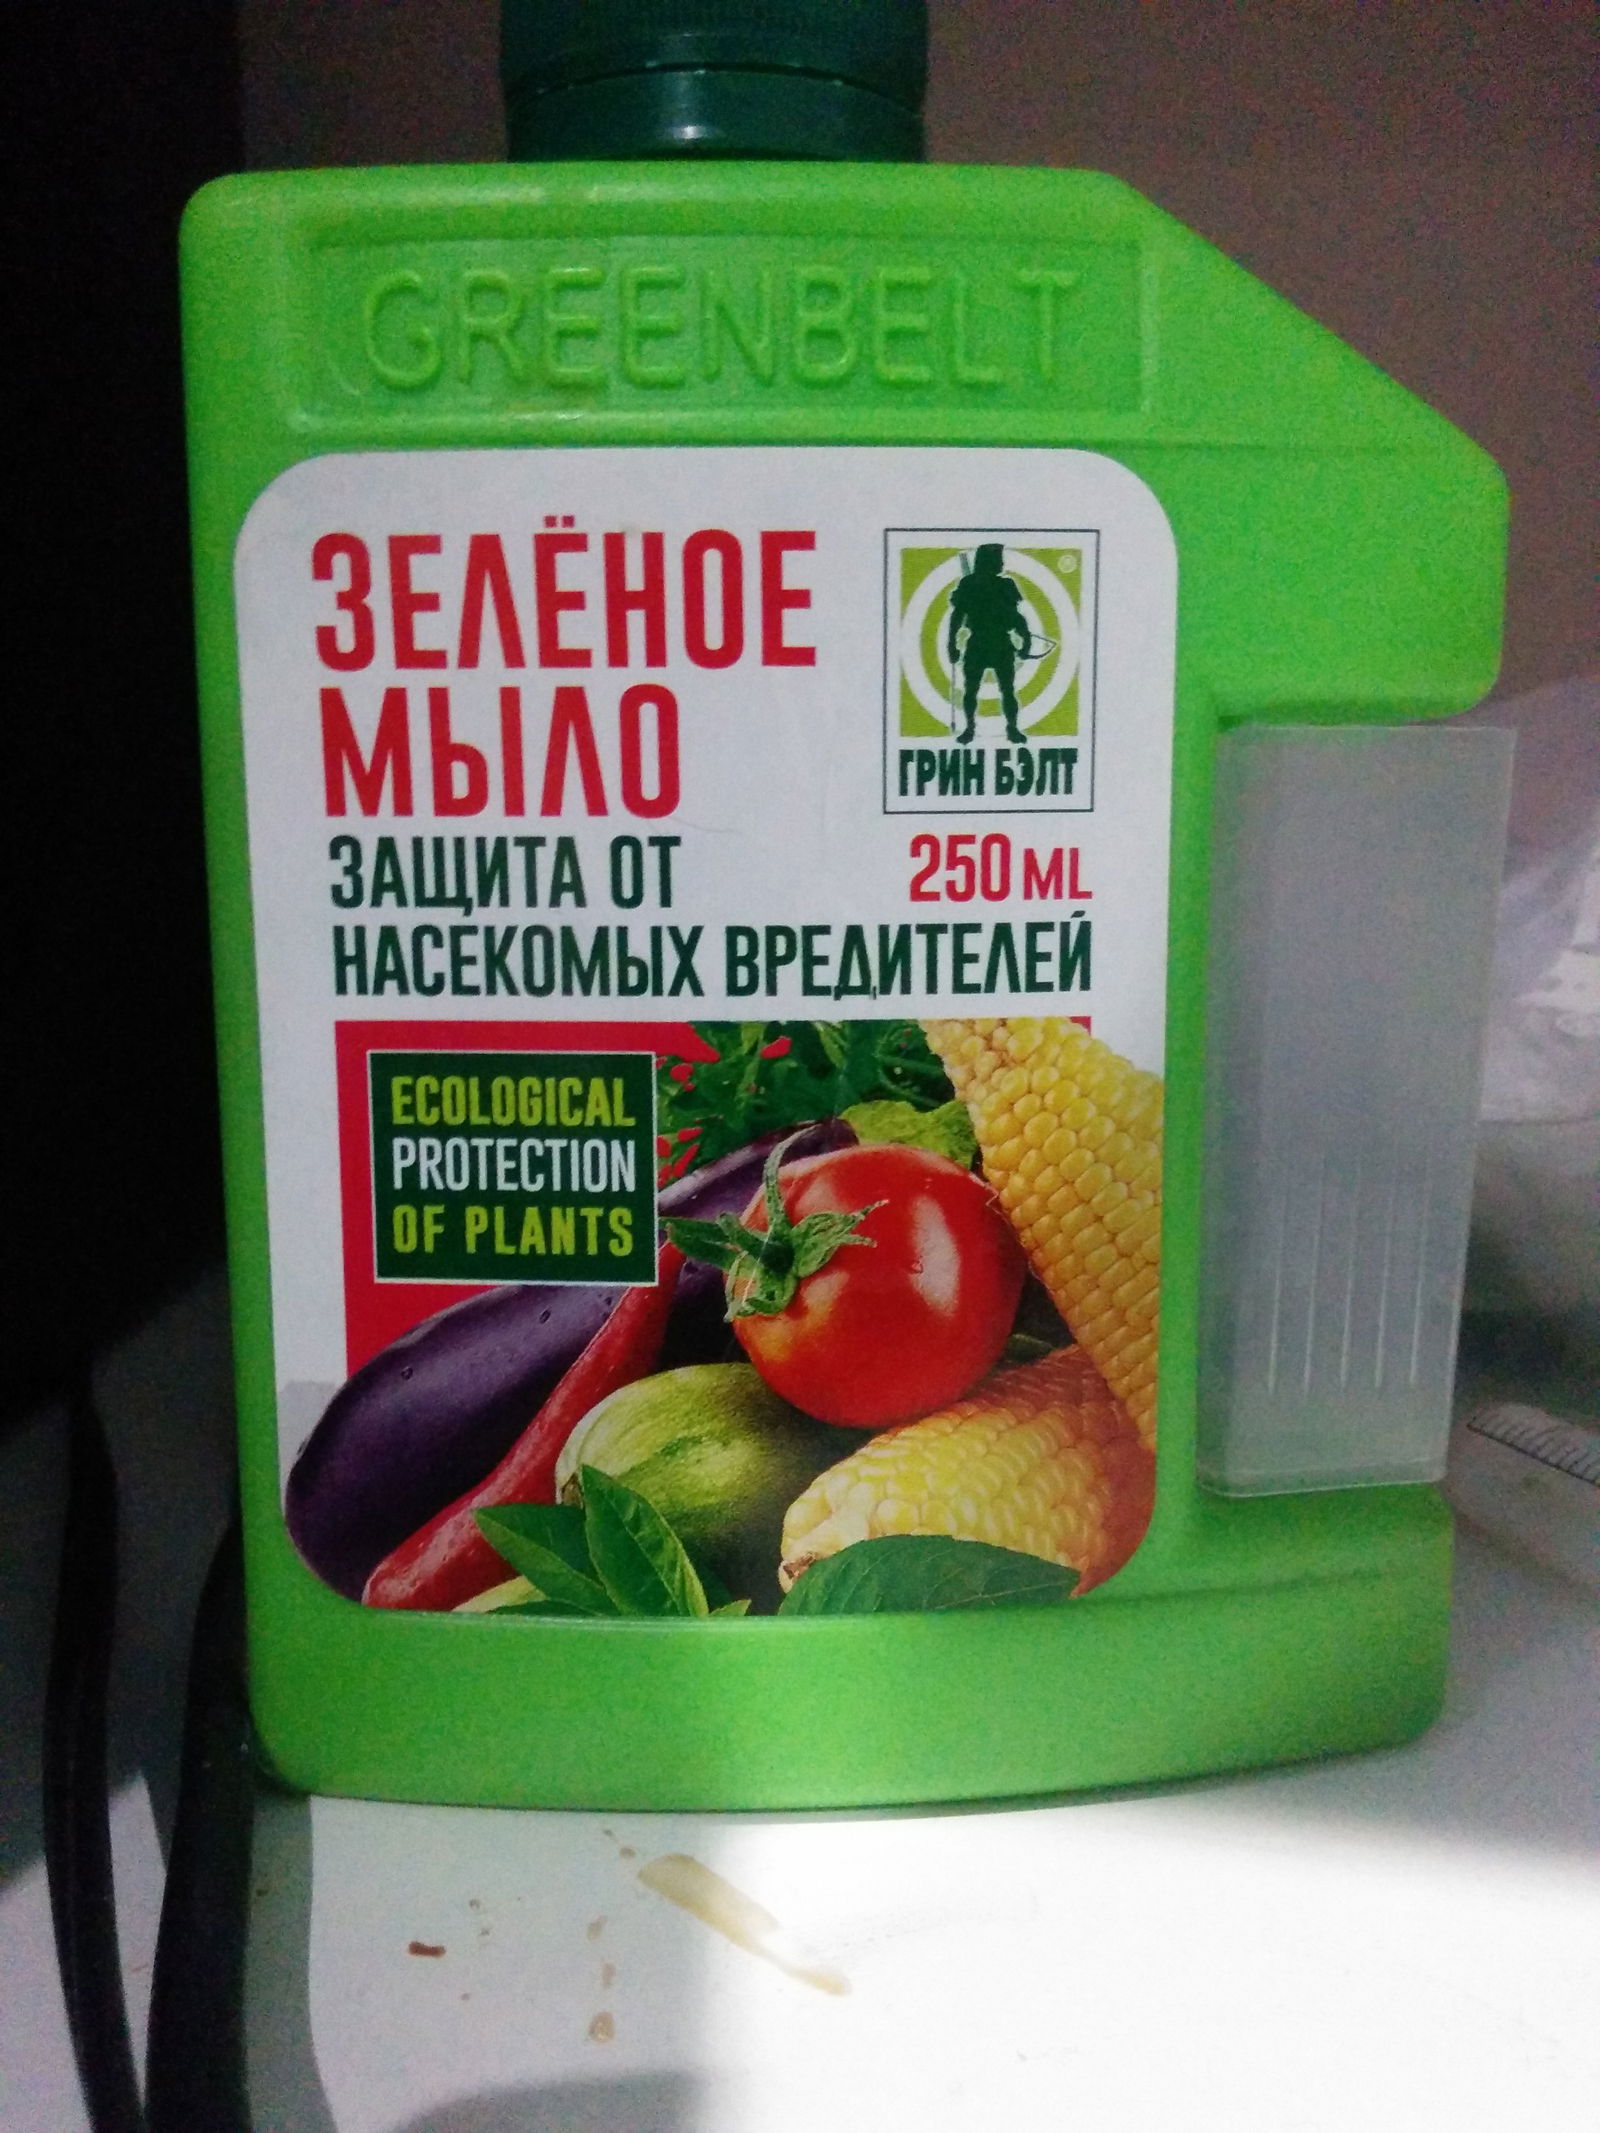 GREENBELT
ЗЕЛЁНОЕ
МЫЛО
®
ГРИН БЭЛТ
ЗАЩИТА ОТ
250 ML
НАСЕКОМЫХ ВРЕДИТЕЛЕЙ
ECOLOGICAL
PROTECTION
OF PLANTS